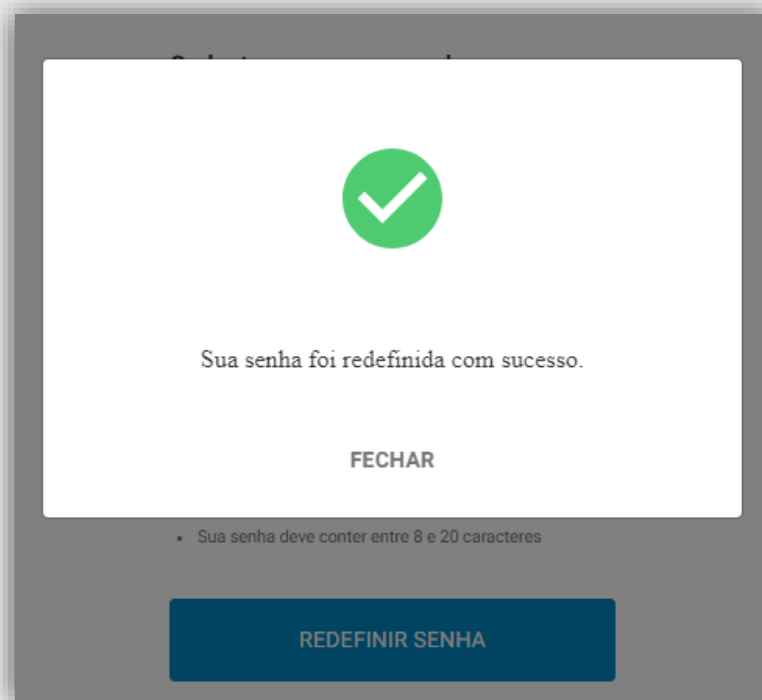 Sua senha foi redefinida com sucesso.
FECHAR
• Sua senha deve conter entre 8 e 20 caracteres
REDEFINIR SENHA